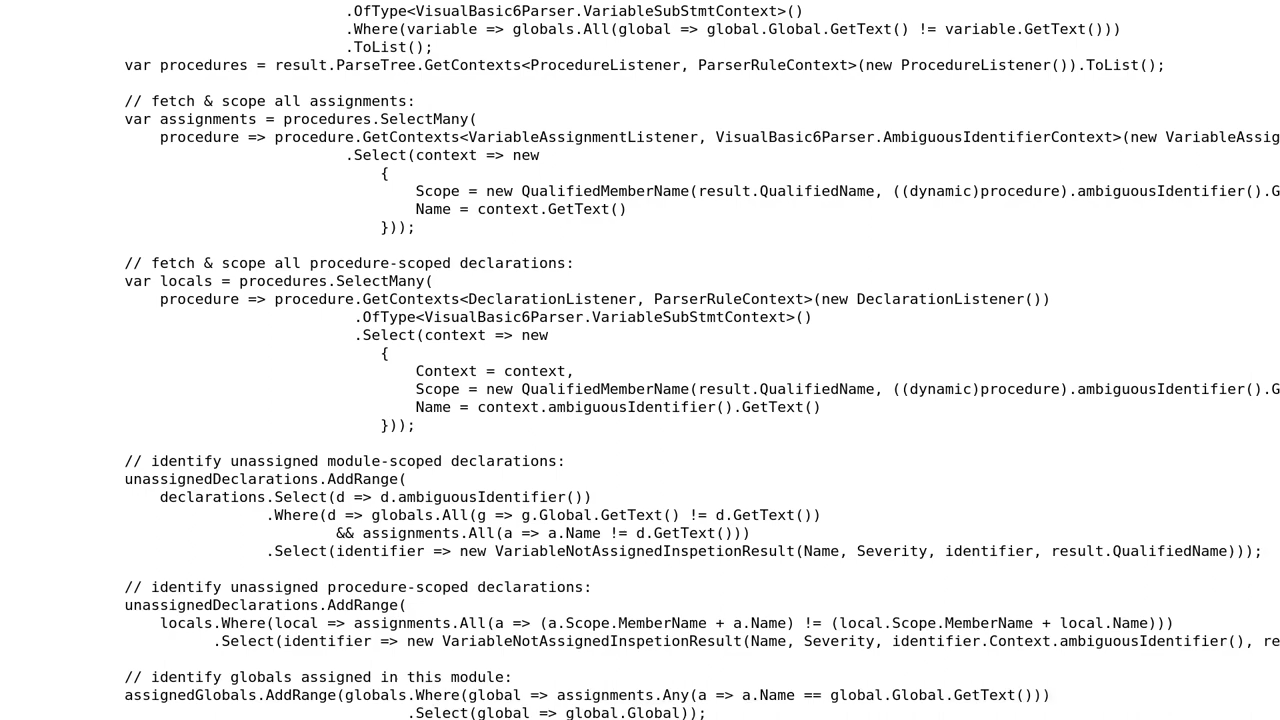 .OfType<VisualBasic6Parser.VariableSubStmtContext>()
.Where(variable => globals.All(global => global.Global.GetText() != variable.GetText()))
.ToList();
var procedures = result.ParseTree.GetContexts<ProcedureListener, ParserRuleContext>(new ProcedureListener()).ToList();
// fetch & scope all assignments:
var assignments = procedures.SelectMany(
procedure => procedure.GetContexts<VariableAssignmentListener, VisualBasic6Parser.AmbiguousIdentifierContext>(new VariableAssig
.Select(context => new
{
Scope = new QualifiedMemberName(result.QualifiedName, ((dynamic)procedure).ambiguousIdentifier().G
Name = context.GetText()
}));
// fetch & scope all procedure-scoped declarations:
var locals = procedures.SelectMany(
procedure => procedure.GetContexts<DeclarationListener, ParserRuleContext>(new DeclarationListener())
.OfType<VisualBasic6Parser.VariableSubStmtContext>()
.Select(context => new
{
Context = context,
Scope = new QualifiedMemberName(result.QualifiedName, ((dynamic)procedure).ambiguousIdentifier().G
Name = context.ambiguousIdentifier().GetText()
}));
// identify unassigned module-scoped declarations:
unassignedDeclarations.AddRange(
declarations.Select(d => d.ambiguousIdentifier())
.Where(d => globals.All(g => g.Global.GetText() != d.GetText())
&& assignments.All(a => a.Name != d.GetText()))
.Select(identifier => new VariableNotAssignedInspetionResult(Name, Severity, identifier, result.QualifiedName)));
// identify unassigned procedure-scoped declarations:
unassignedDeclarations.AddRange(
locals.Where(local => assignments.All(a => (a.Scope.MemberName + a.Name) != (local.Scope.MemberName + local.Name)))
.Select(identifier => new VariableNotAssignedInspetionResult(Name, Severity, identifier.Context.ambiguousIdentifier(), re
// identify globals assigned in this module:
assignedGlobals.AddRange(globals.Where(global => assignments.Any(a => a.Name == global.Global.GetText()))
.Select(global => global.Global));